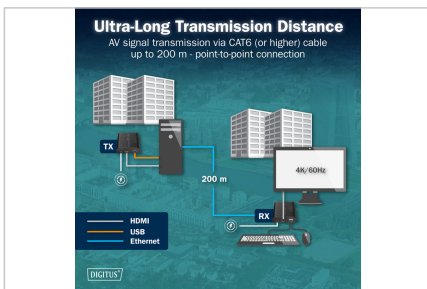 Ultra-Long Transmission Distance
AV signal transmission via CAT6 (or higher) cable
up to 200 m - point-to-point connection
TX
4K/60Hz
200 m
RX
HDMI
USB
Ethernet
DIGITUS®